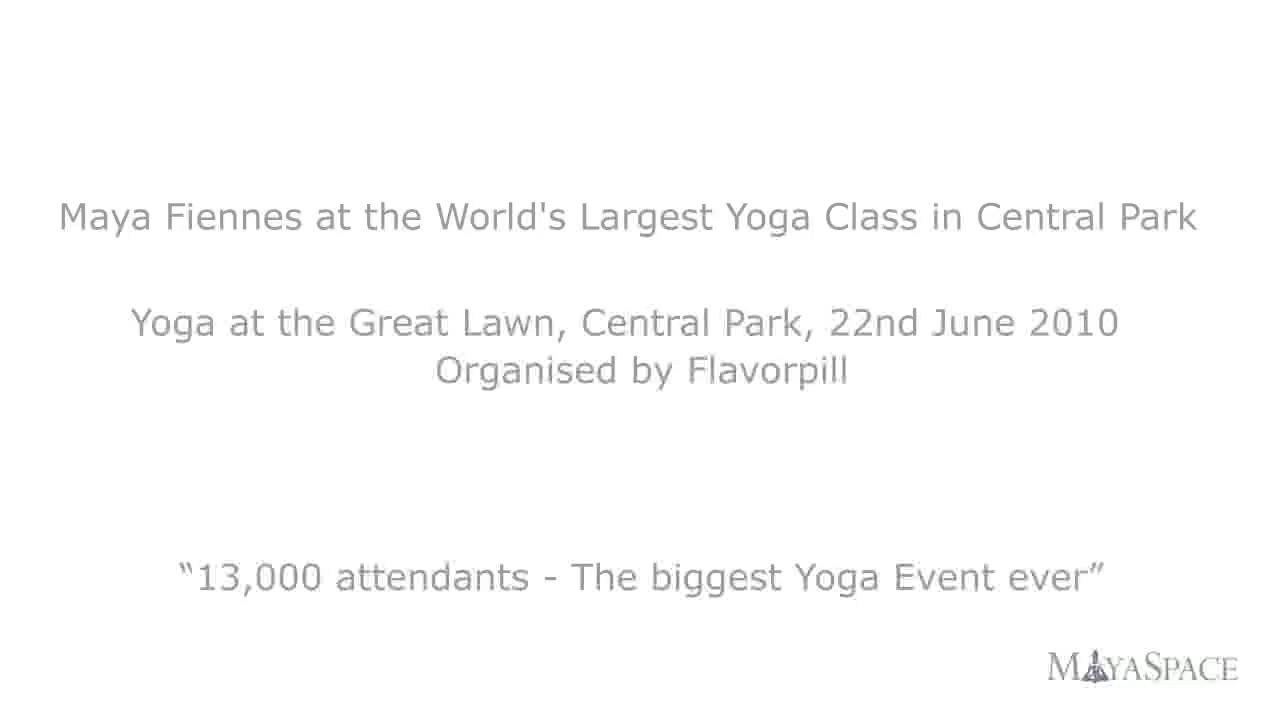 Maya Fiennes at the World's Largest Yoga Class in Central Park
Yoga at the Great Lawn, Central Park, 22nd June 2010
Organised by Flavorpill
“13,000 attendants - The biggest Yoga Event ever”
MAYASPACE